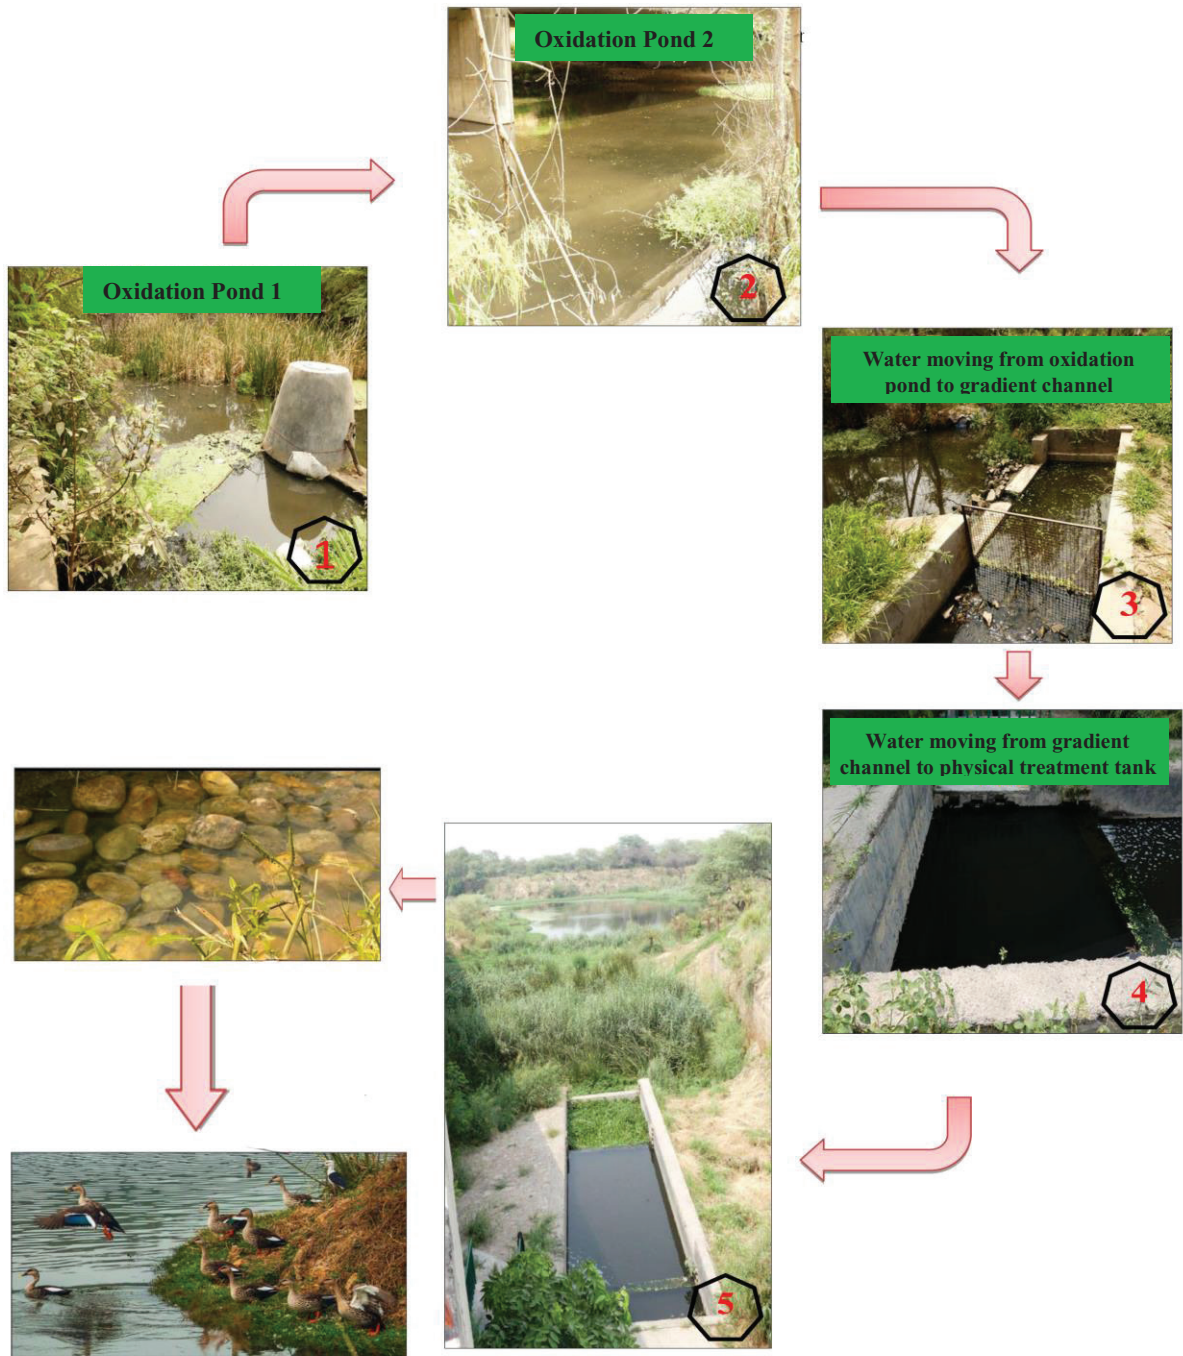 Oxidation Pond 2
Oxidation Pond 1
2
1
Water moving from oxidation
pond to gradient channel
3
Water moving from gradient
channel to physical treatment tank
4
5